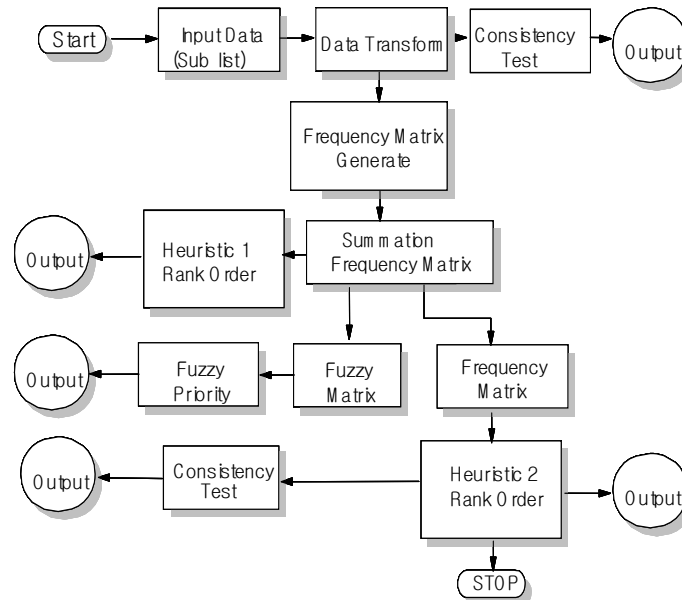 Start
Input Data
(Sub list)
Data Transform
Consistency
Test
Output
Frequency Matrix
Generate
Output
Heuristic 1
Rank Order
Summation
Frequency Matrix
Output
Fuzzy
Priority
Fuzzy
Matrix
Frequency
Matrix
Output
Consistency
Test
Heuristic 2
Rank Order
Output
STOP